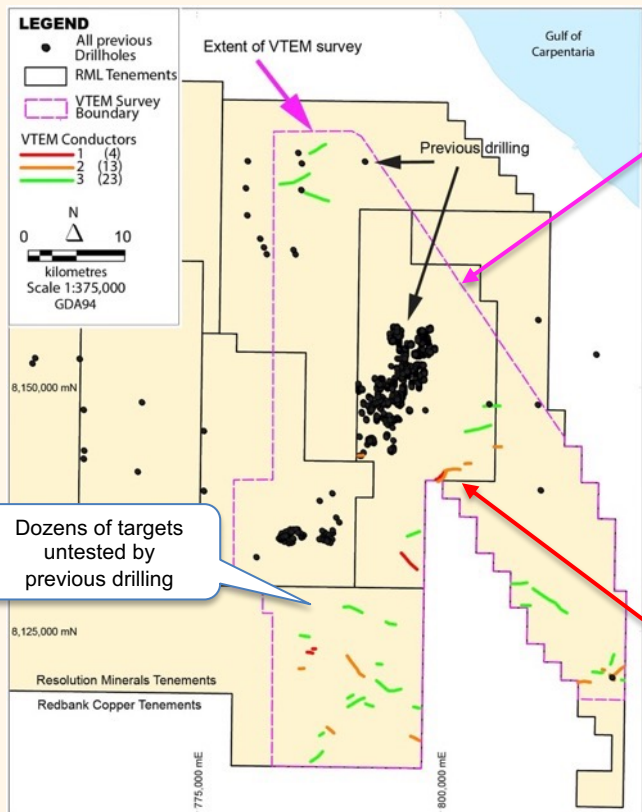 LEGEND
All previous
Drillholes
RML Tenements
VTEM Survey
Boundary
VTEM Conductors
1 (4)
2 (13)
3 (23)
N
0 10
kilometres
Scale 1:375,000
GDA94
Extent of VTEM survey
Gulf of
Carpentaria
Previous drilling
8,150,000 mN
Dozens of targets
untested by
previous drilling
8,125,000 mN
Resolution Minerals Tenements
Redbank Copper Tenements
775,000 mE
800,000 mE